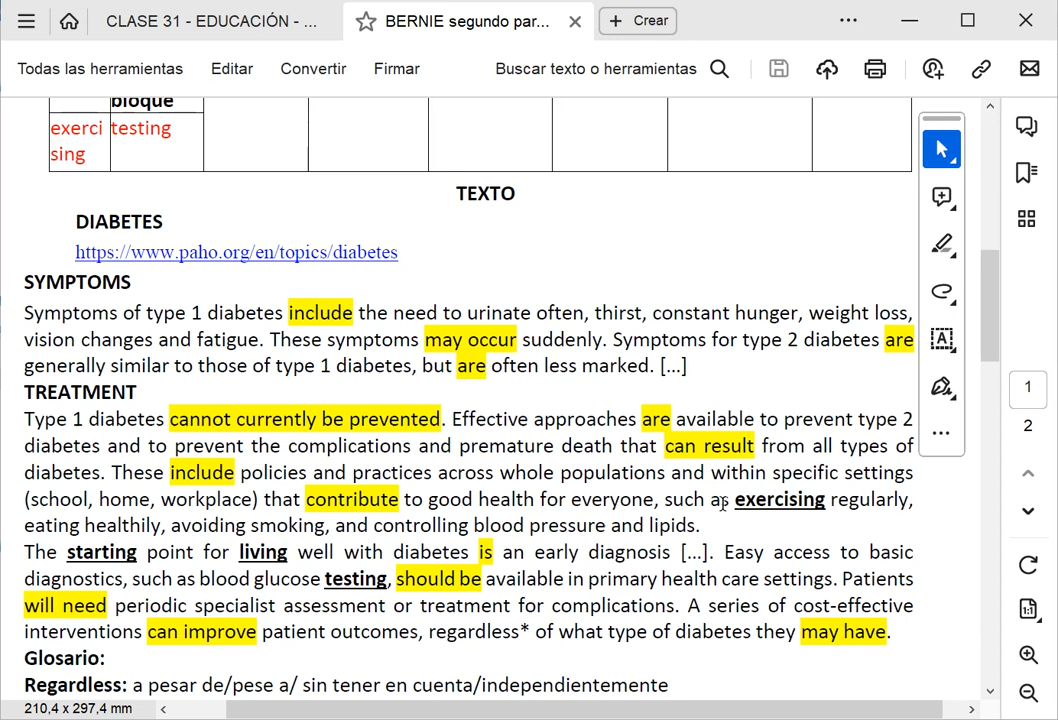 CLASE 31 - EDUCACIÓN - ...
BERNIE segundo par...
Crear
Todas las herramientas
Editar
Convertir
Firmar
Buscar texto o herramientas
bloque
exerci
sing
testing
TEXTO
DIABETES
https://www.paho.org/en/topics/diabetes
SYMPTOMS
Symptoms of type 1 diabetes include the need to urinate often, thirst, constant hunger, weight loss,
vision changes and fatigue. These symptoms may occur suddenly. Symptoms for type 2 diabetes are
generally similar to those of type 1 diabetes, but are often less marked. [...]
TREATMENT
Type 1 diabetes cannot currently be prevented. Effective approaches are available to prevent type 2
diabetes and to prevent the complications and premature death that can result from all types of
diabetes. These include policies and practices across whole populations and within specific settings
(school, home, workplace) that contribute to good health for everyone, such as exercising regularly,
eating healthily, avoiding smoking, and controlling blood pressure and lipids.
The starting point for living well with diabetes is an early diagnosis [...]. Easy access to basic
diagnostics, such as blood glucose testing, should be available in primary health care settings. Patients
will need periodic specialist assessment or treatment for complications. A series of cost-effective
interventions can improve patient outcomes, regardless* of what type of diabetes they may have.
Glosario:
Regardless: a pesar de/pese a/ sin tener en cuenta/independientemente
1
2
210,4 x 297,4 mm